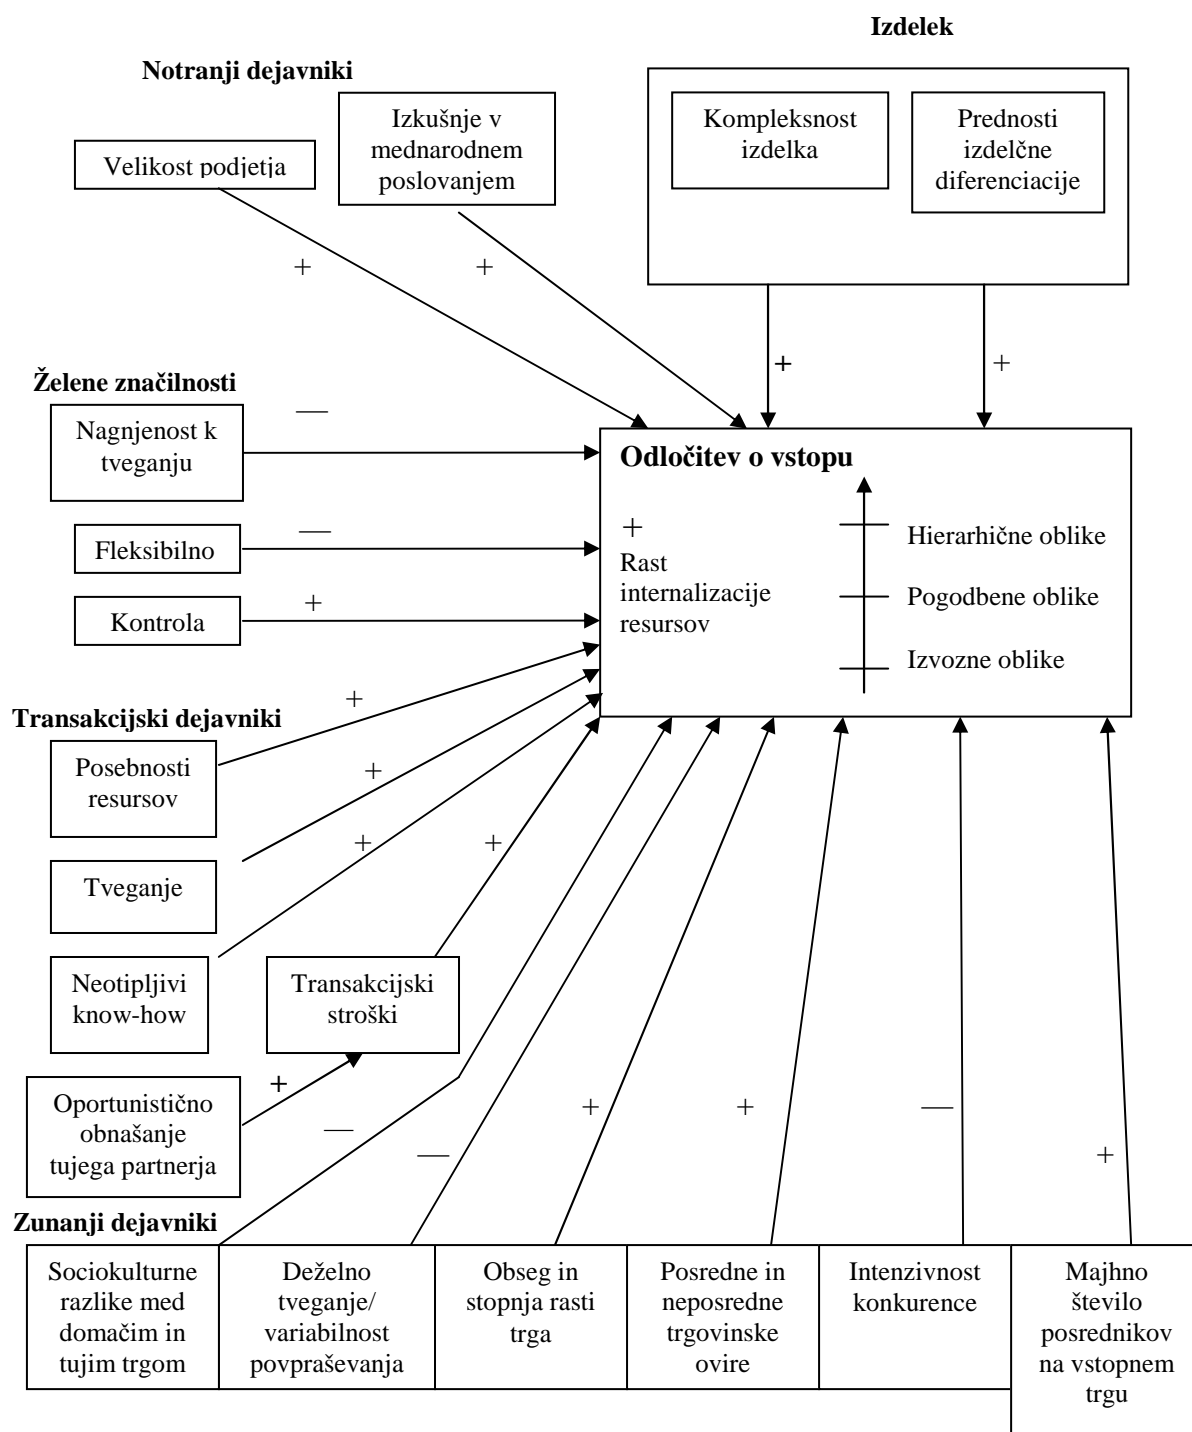 Izdelek
Notranji dejavniki
Velikost podjetja
Izkušnje v
mednarodnem
poslovanjem
Kompleksnost
izdelka
Prednosti
izdelčne
diferenciacije
+
+
+
+
Želene značilnosti
Nagnjenost k
tveganju
—
Fleksibilno
—
Kontrola
+
Odločitev o vstopu
+
Rast
internalizacije
resursov
Hierarhične oblike
Pogodbene oblike
Izvozne oblike
Transakcijski dejavniki
Posebnosti
resursov
+
Tveganje
+
Neotipljivi
know-how
+
Transakcijski
stroški
+
Oportunistično
obnašanje
tujega partnerja
+
—
—
+
+
—
+
Zunanji dejavniki
Sociokulturne
razlike med
domačim in
tujim trgom
Deželno
tveganje/
variabilnost
povpraševanja
Obseg in
stopnja rasti
trga
Posredne in
neposredne
trgovinske
ovire
Intenzivnost
konkurence
Majhno
število
posrednikov
na vstopnem
trgu